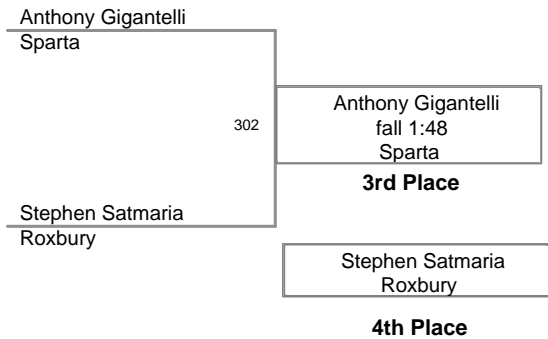 Anthony Gigantelli
Sparta
302
Anthony Gigantelli
fall 1:48
Sparta
3rd Place
Stephen Satmaria
Roxbury
Stephen Satmaria
Roxbury
4th Place